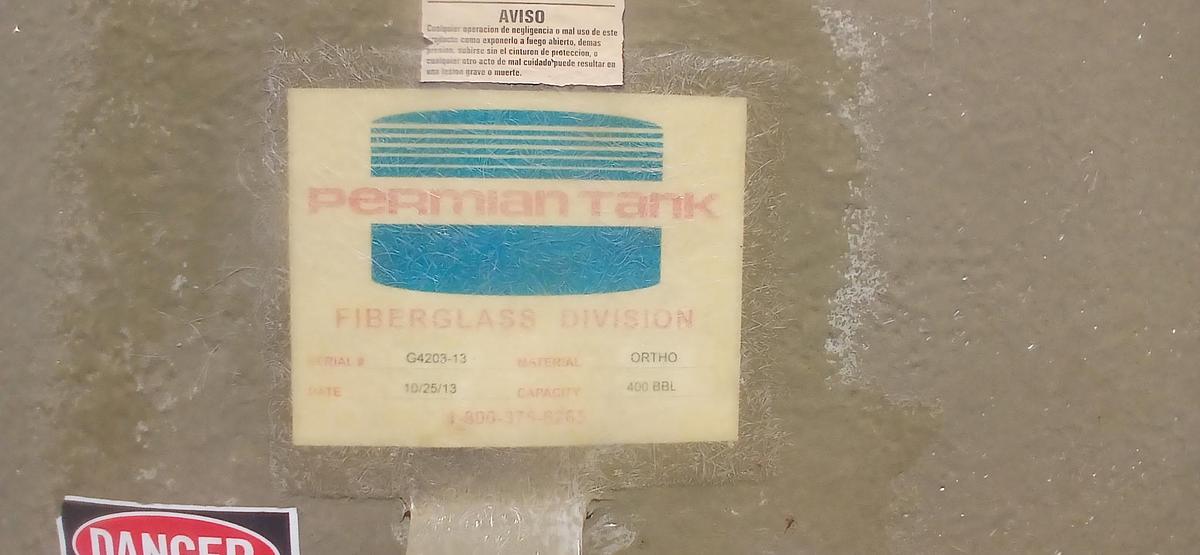 AVISO
Cualquier operacion de negligencia o mal uso de este
producto como exponerlo a fuego abierto, demas
presion, subirse sin el cinturon de proteccion, o
cualquier otro acto de mal cuidado puede resultar en
una lesion grave o muerte.
PERMIAN TANK
FIBERGLASS DIVISION
SERIAL # G4203-13 MATERIAL ORTHO
DATE 10/25/13 CAPACITY 400 BBL
DANGER